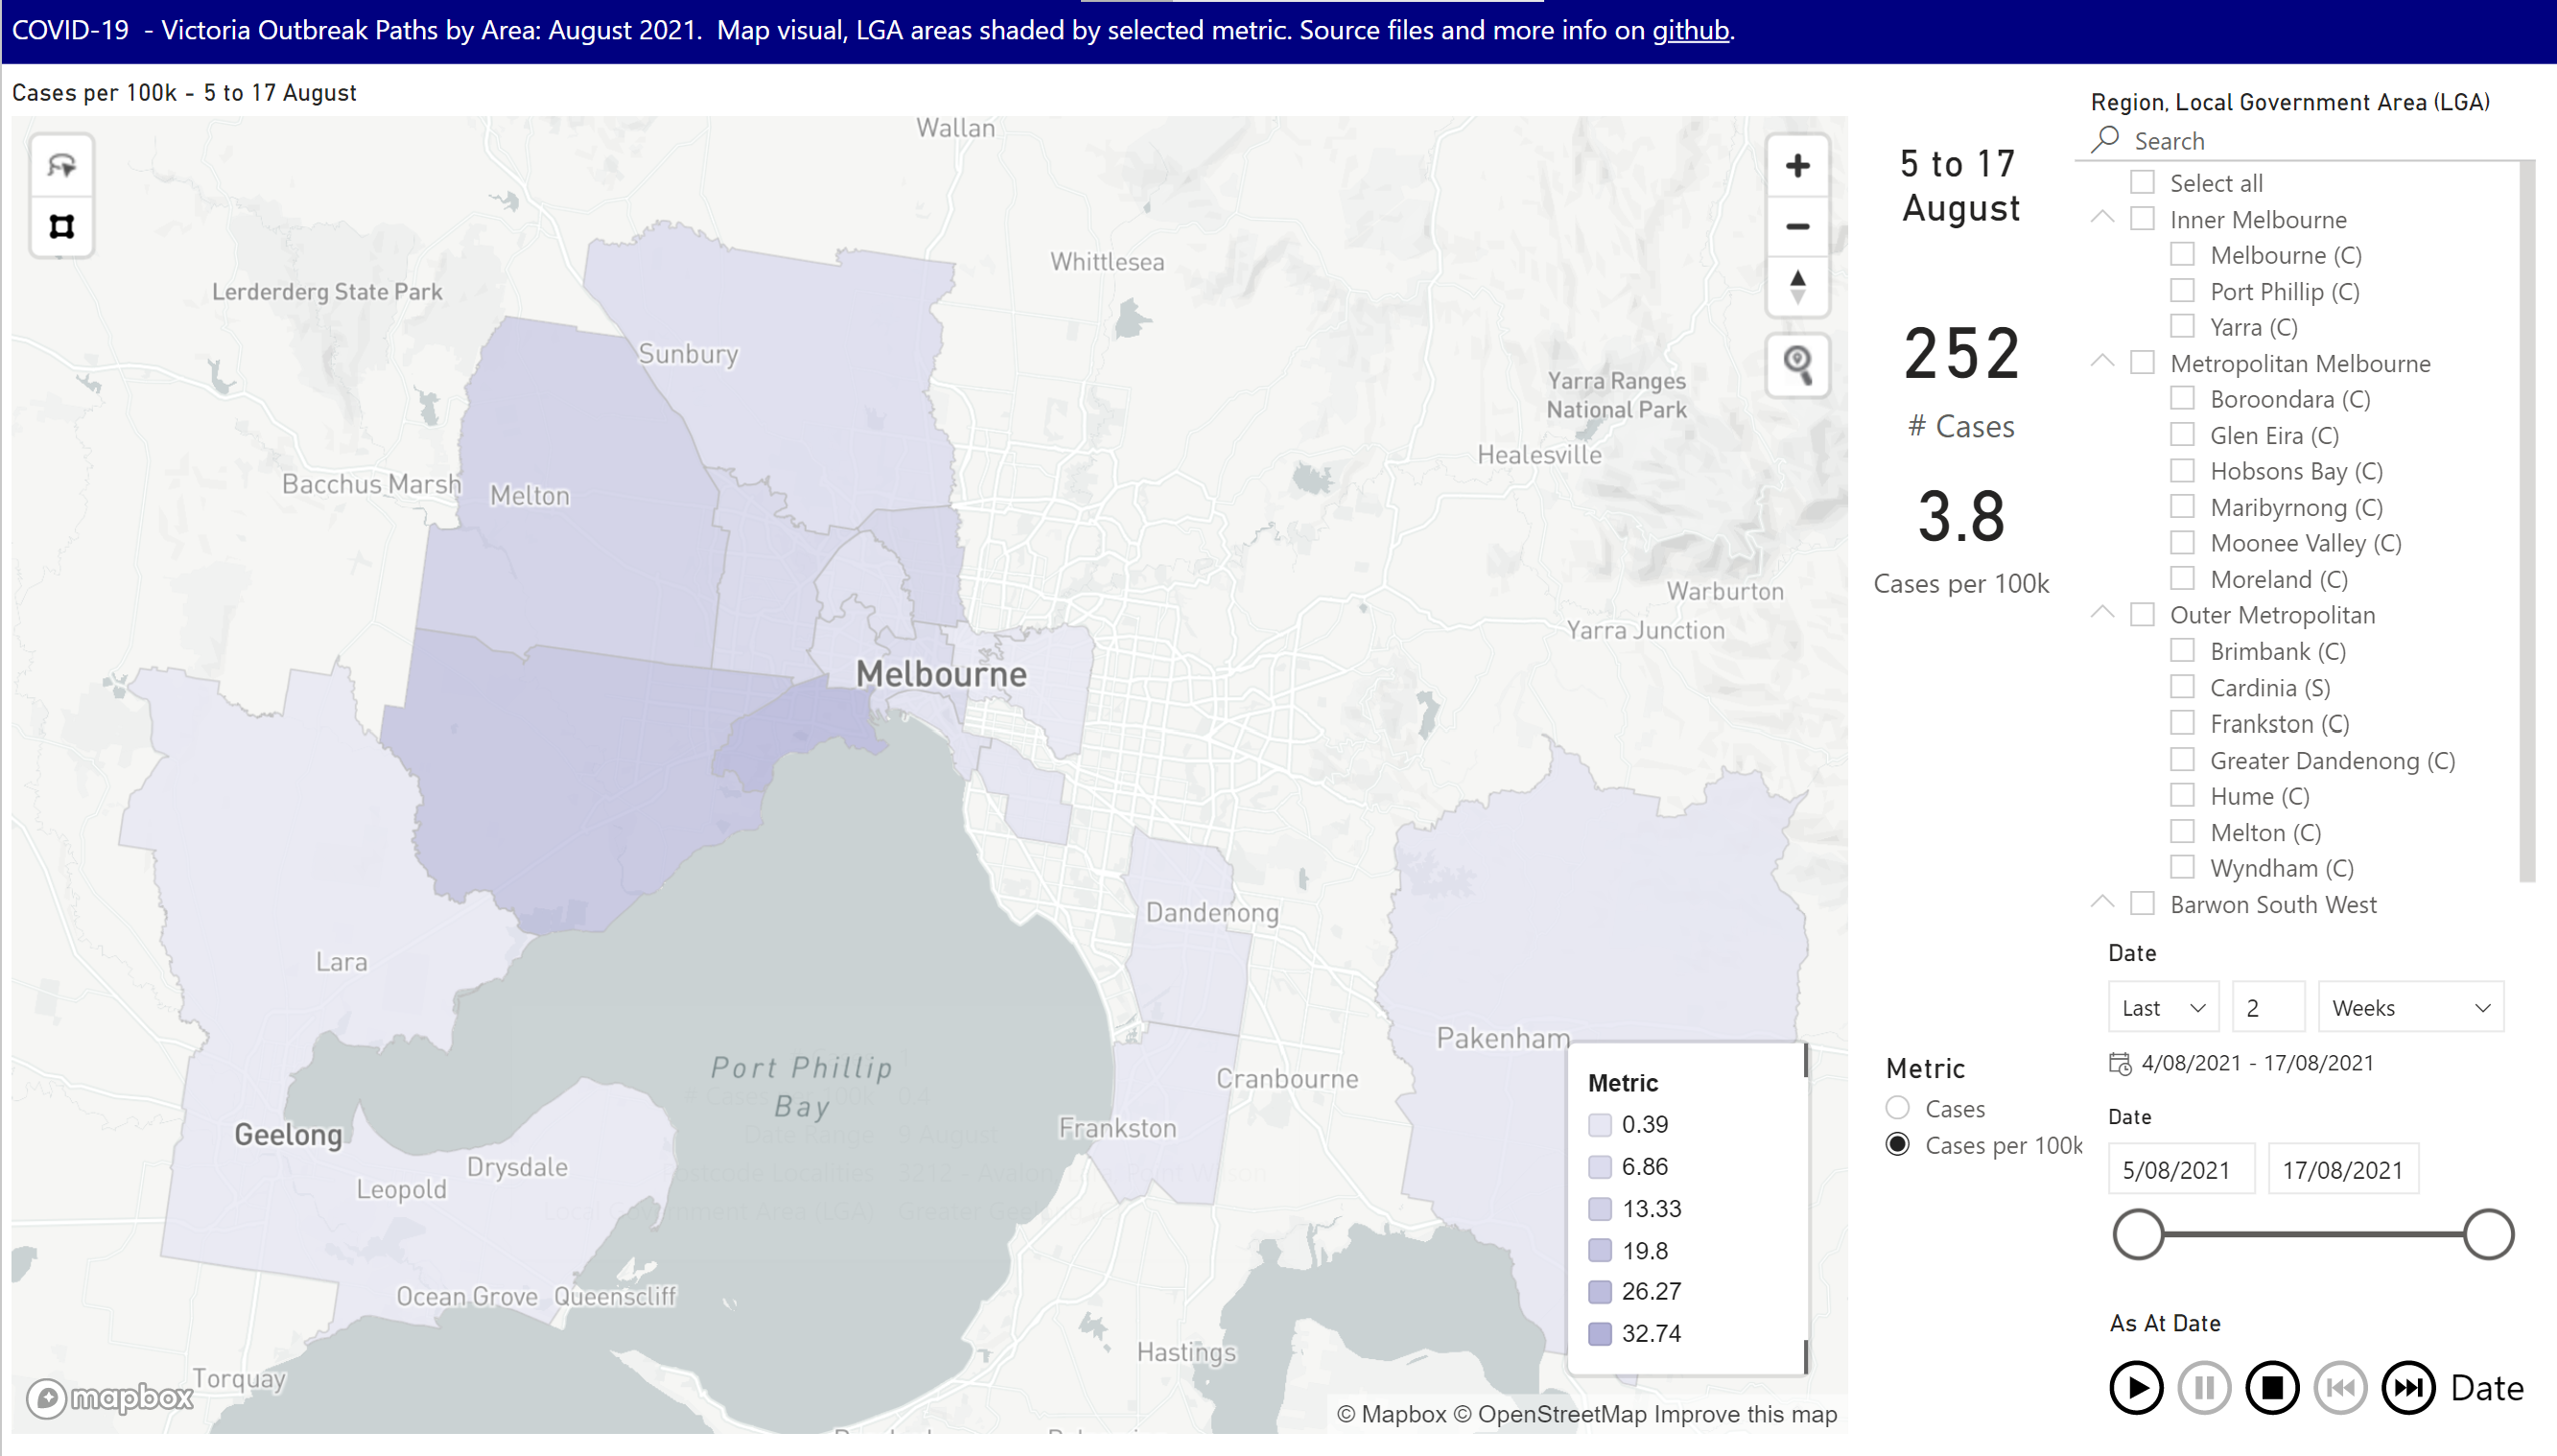 COVID-19 - Victoria Outbreak Paths by Area: August 2021. Map visual, LGA areas shaded by selected metric. Source files and more info on github.
Cases per 100k - 5 to 17 August
Wallan
Whittlesea
Lerderderg State Park
Sunbury
Yarra Ranges
National Park
Healesville
Bacchus Marsh
Melton
Warburton
Yarra Junction
Melbourne
Dandenong
Lara
Pakenham
Port Phillip
Bay
Cranbourne
Frankston
Geelong
Drysdale
Leopold
Ocean Grove
Queenscliff
Hastings
Torquay
mapbox
Metric
0.39
6.86
13.33
19.8
26.27
32.74
© Mapbox © OpenStreetMap Improve this map
5 to 17
August
252
# Cases
3.8
Cases per 100k
Metric
Cases
Cases per 100k
Region, Local Government Area (LGA)
Search
Select all
Inner Melbourne
Melbourne (C)
Port Phillip (C)
Yarra (C)
Metropolitan Melbourne
Boroondara (C)
Glen Eira (C)
Hobsons Bay (C)
Maribyrnong (C)
Moonee Valley (C)
Moreland (C)
Outer Metropolitan
Brimbank (C)
Cardinia (S)
Frankston (C)
Greater Dandenong (C)
Hume (C)
Melton (C)
Wyndham (C)
Barwon South West
Date
Last 2 Weeks
4/08/2021 - 17/08/2021
Date
5/08/2021 17/08/2021
As At Date
Date